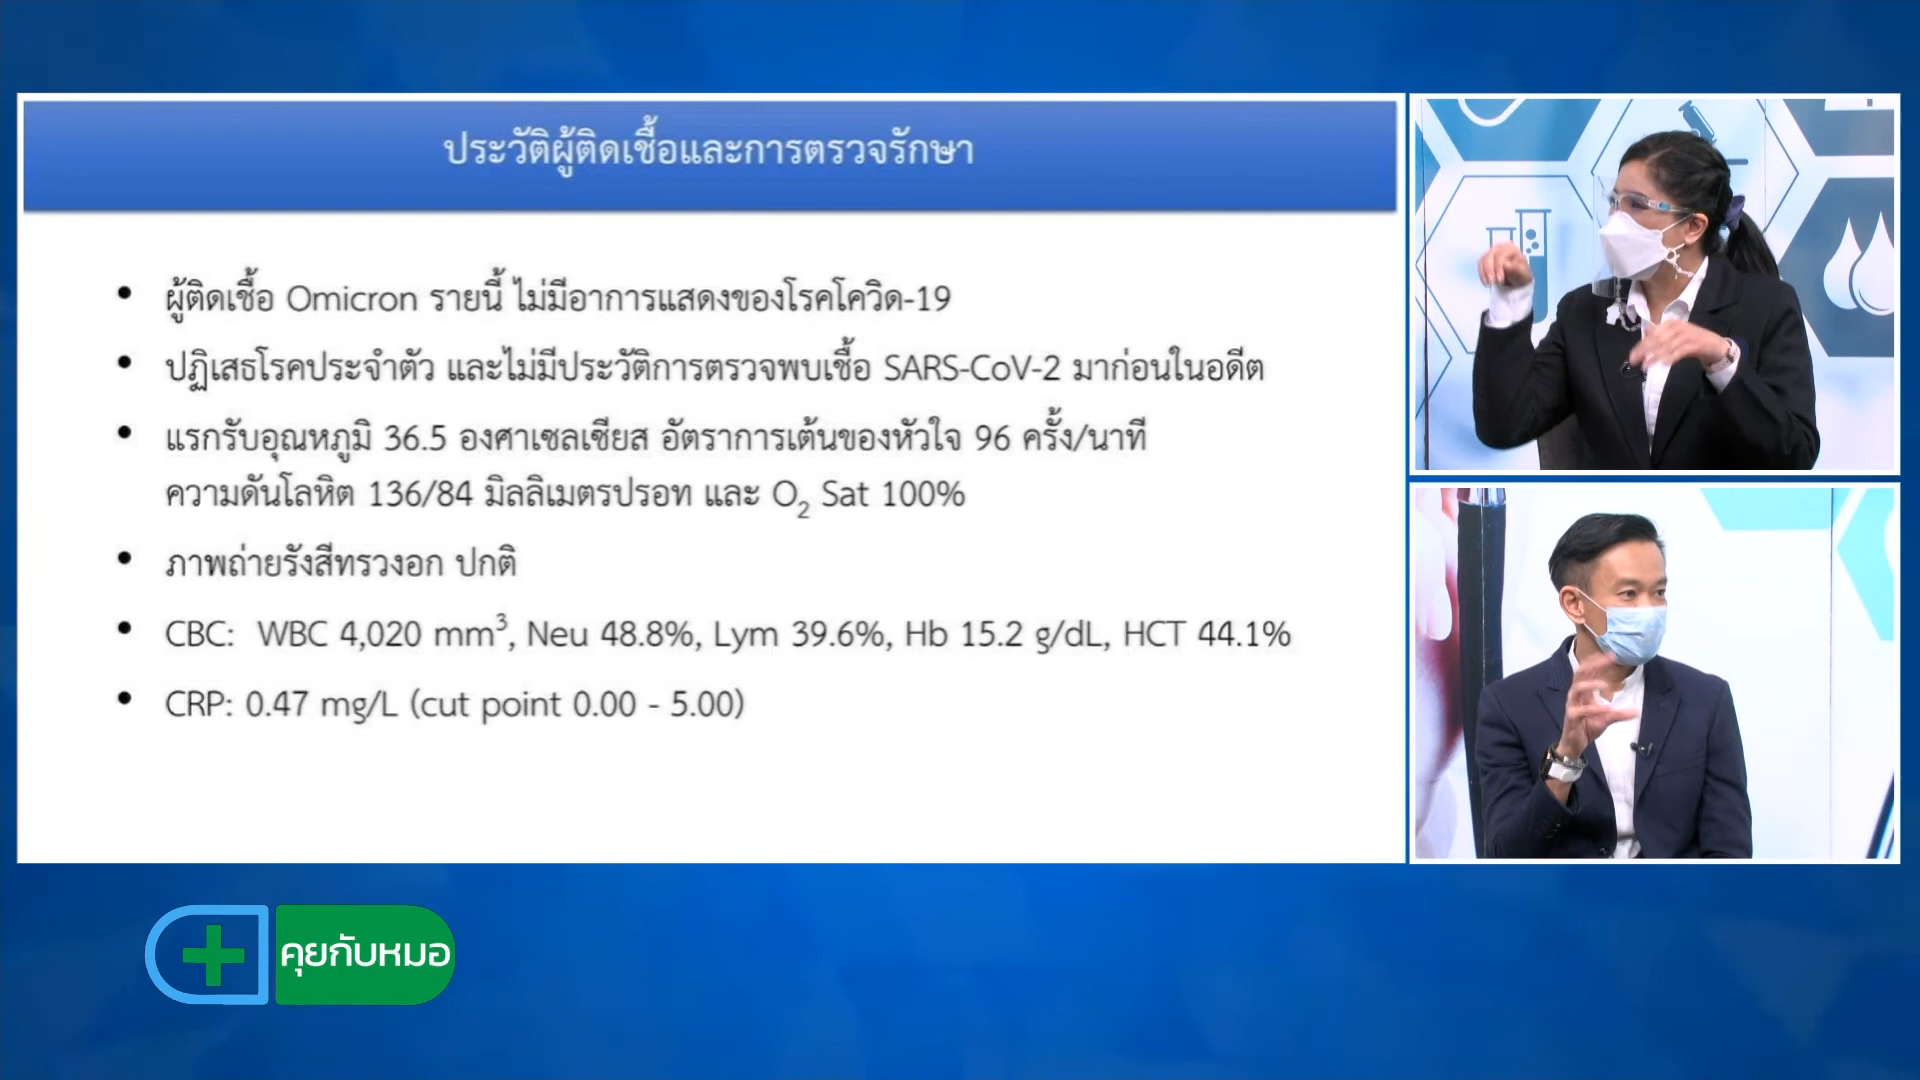 ประวัติผู้ติดเชื้อและการตรวจรักษา
• ผู้ติดเชื้อ Omicron รายนี้ ไม่มีอาการแสดงของโรคโควิด-19
• ปฏิเสธโรคประจำตัว และไม่มีประวัติการตรวจพบเชื้อ SARS-CoV-2 มาก่อนในอดีต
• แรกรับอุณหภูมิ 36.5 องศาเซลเซียส อัตราการเต้นของหัวใจ 96 ครั้ง/นาที
ความดันโลหิต 136/84 มิลลิเมตรปรอท และ O₂ Sat 100%
• ภาพถ่ายรังสีทรวงอก ปกติ
• CBC: WBC 4,020 mm³, Neu 48.8%, Lym 39.6%, Hb 15.2 g/dL, HCT 44.1%
• CRP: 0.47 mg/L (cut point 0.00 - 5.00)
คุยกับหมอ